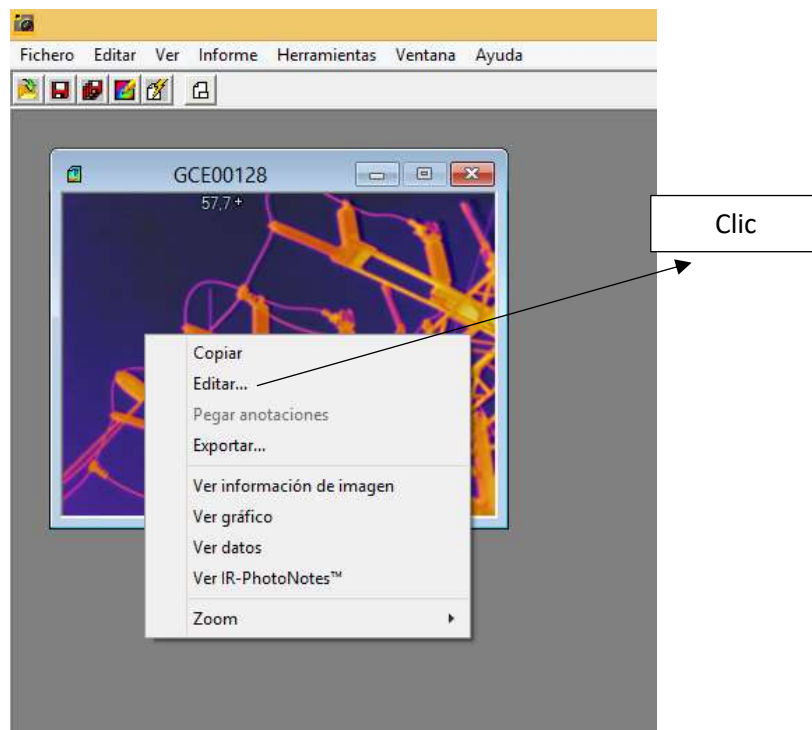 Fichero Editar Ver Informe Herramientas Ventana Ayuda
GCE00128
57,7 +
Clic
Copiar
Editar...
Pegar anotaciones
Exportar...
Ver información de imagen
Ver gráfico
Ver datos
Ver IR-PhotoNotes™
Zoom